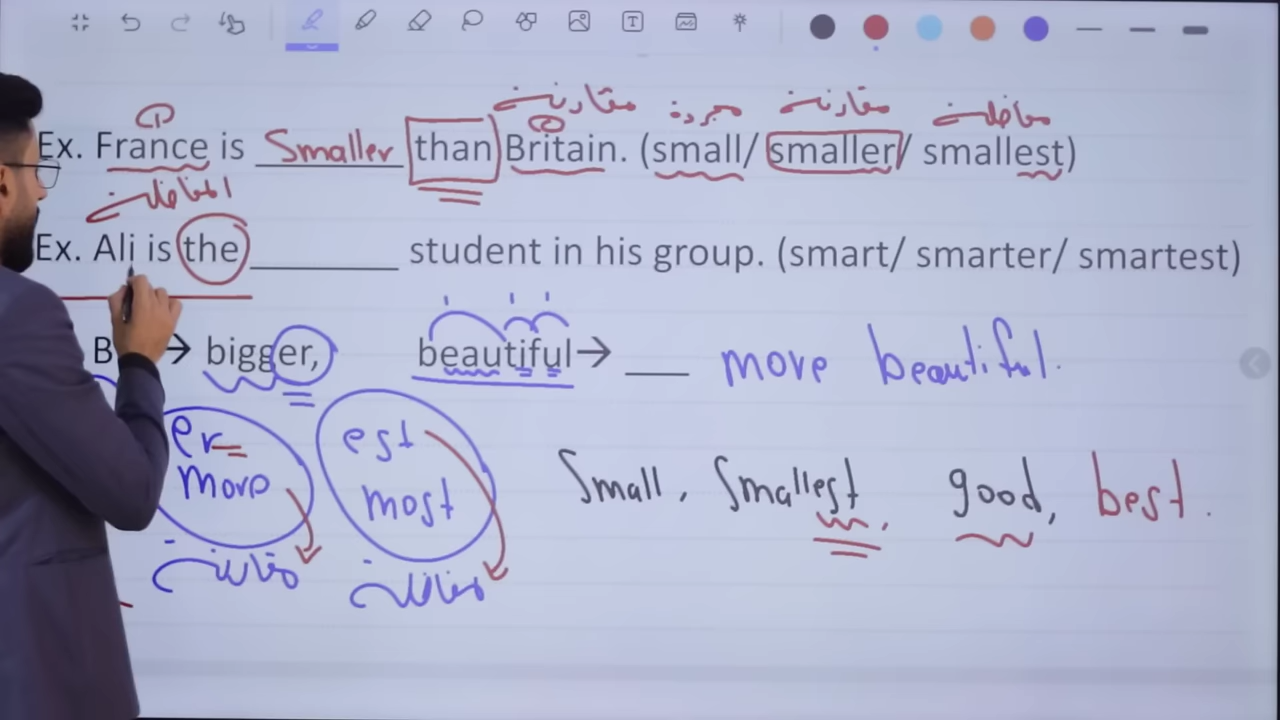 مقارنة مجردة مقارنة مفاضلة
Ex. France is Smaller than Britain. (small/ smaller/ smallest)
المفاضلة
Ex. Ali is the ______ student in his group. (smart/ smarter/ smartest)
B → bigger, beautiful→ ___ more beautiful.
er est
more most
Small, Smallest good, best.
مقارنة مفاضلة